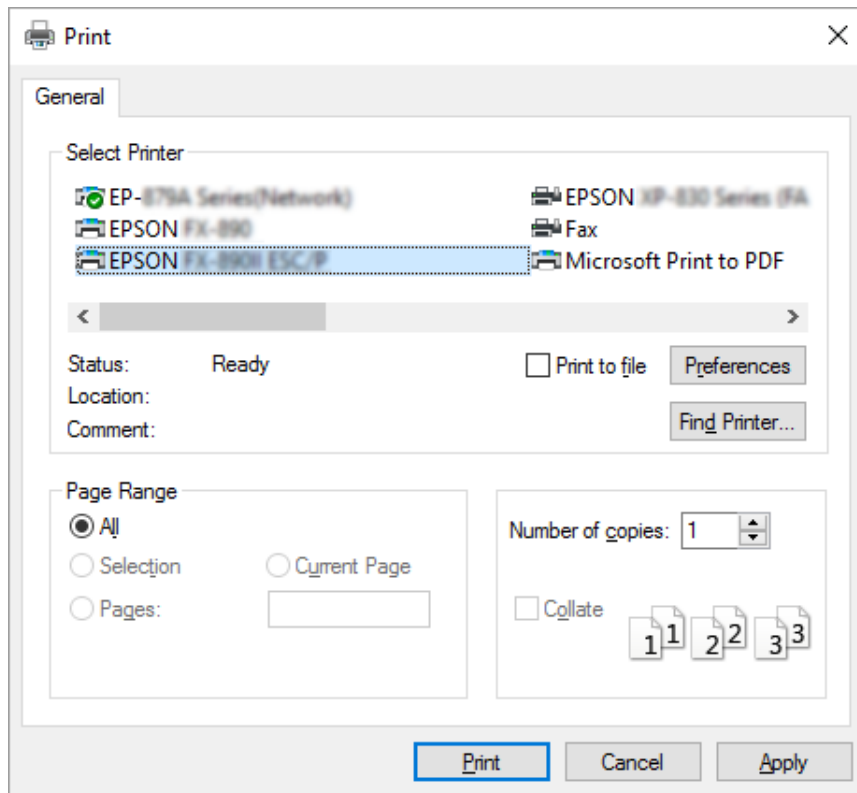 Print
General
Select Printer
EP-
EPSON
EPSON
EPSON
Fax
Microsoft Print to PDF
Status: Ready
Location:
Comment:
Print to file
Preferences
Find Printer...
Page Range
All
Selection
Current Page
Pages:
Number of copies: 1
Collate
1 1 2 2 3 3
Print
Cancel
Apply